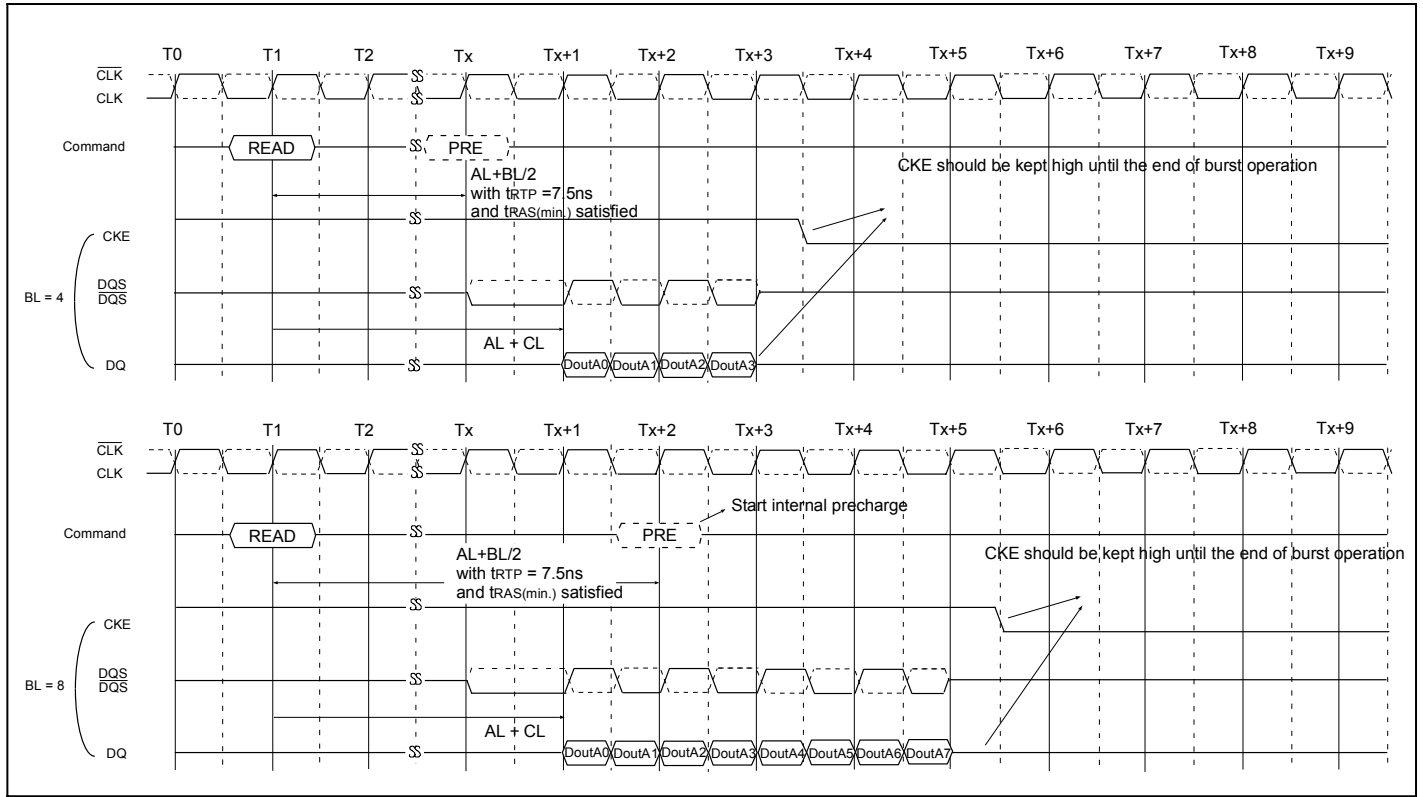 T0 T1 T2 Tx Tx+1 Tx+2 Tx+3 Tx+4 Tx+5 Tx+6 Tx+7 Tx+8 Tx+9
CLK
CLK
Command READ PRE
AL+BL/2
with tRTP =7.5ns
and tRAS(min.) satisfied
CKE should be kept high until the end of burst operation
CKE
BL = 4
DQS
DQS
AL + CL
DQ DoutA0 DoutA1 DoutA2 DoutA3
T0 T1 T2 Tx Tx+1 Tx+2 Tx+3 Tx+4 Tx+5 Tx+6 Tx+7 Tx+8 Tx+9
CLK
CLK
Start internal precharge
Command READ PRE
AL+BL/2
with tRTP = 7.5ns
and tRAS(min.) satisfied
CKE should be kept high until the end of burst operation
CKE
BL = 8
DQS
DQS
AL + CL
DQ DoutA0 DoutA1 DoutA2 DoutA3 DoutA4 DoutA5 DoutA6 DoutA7